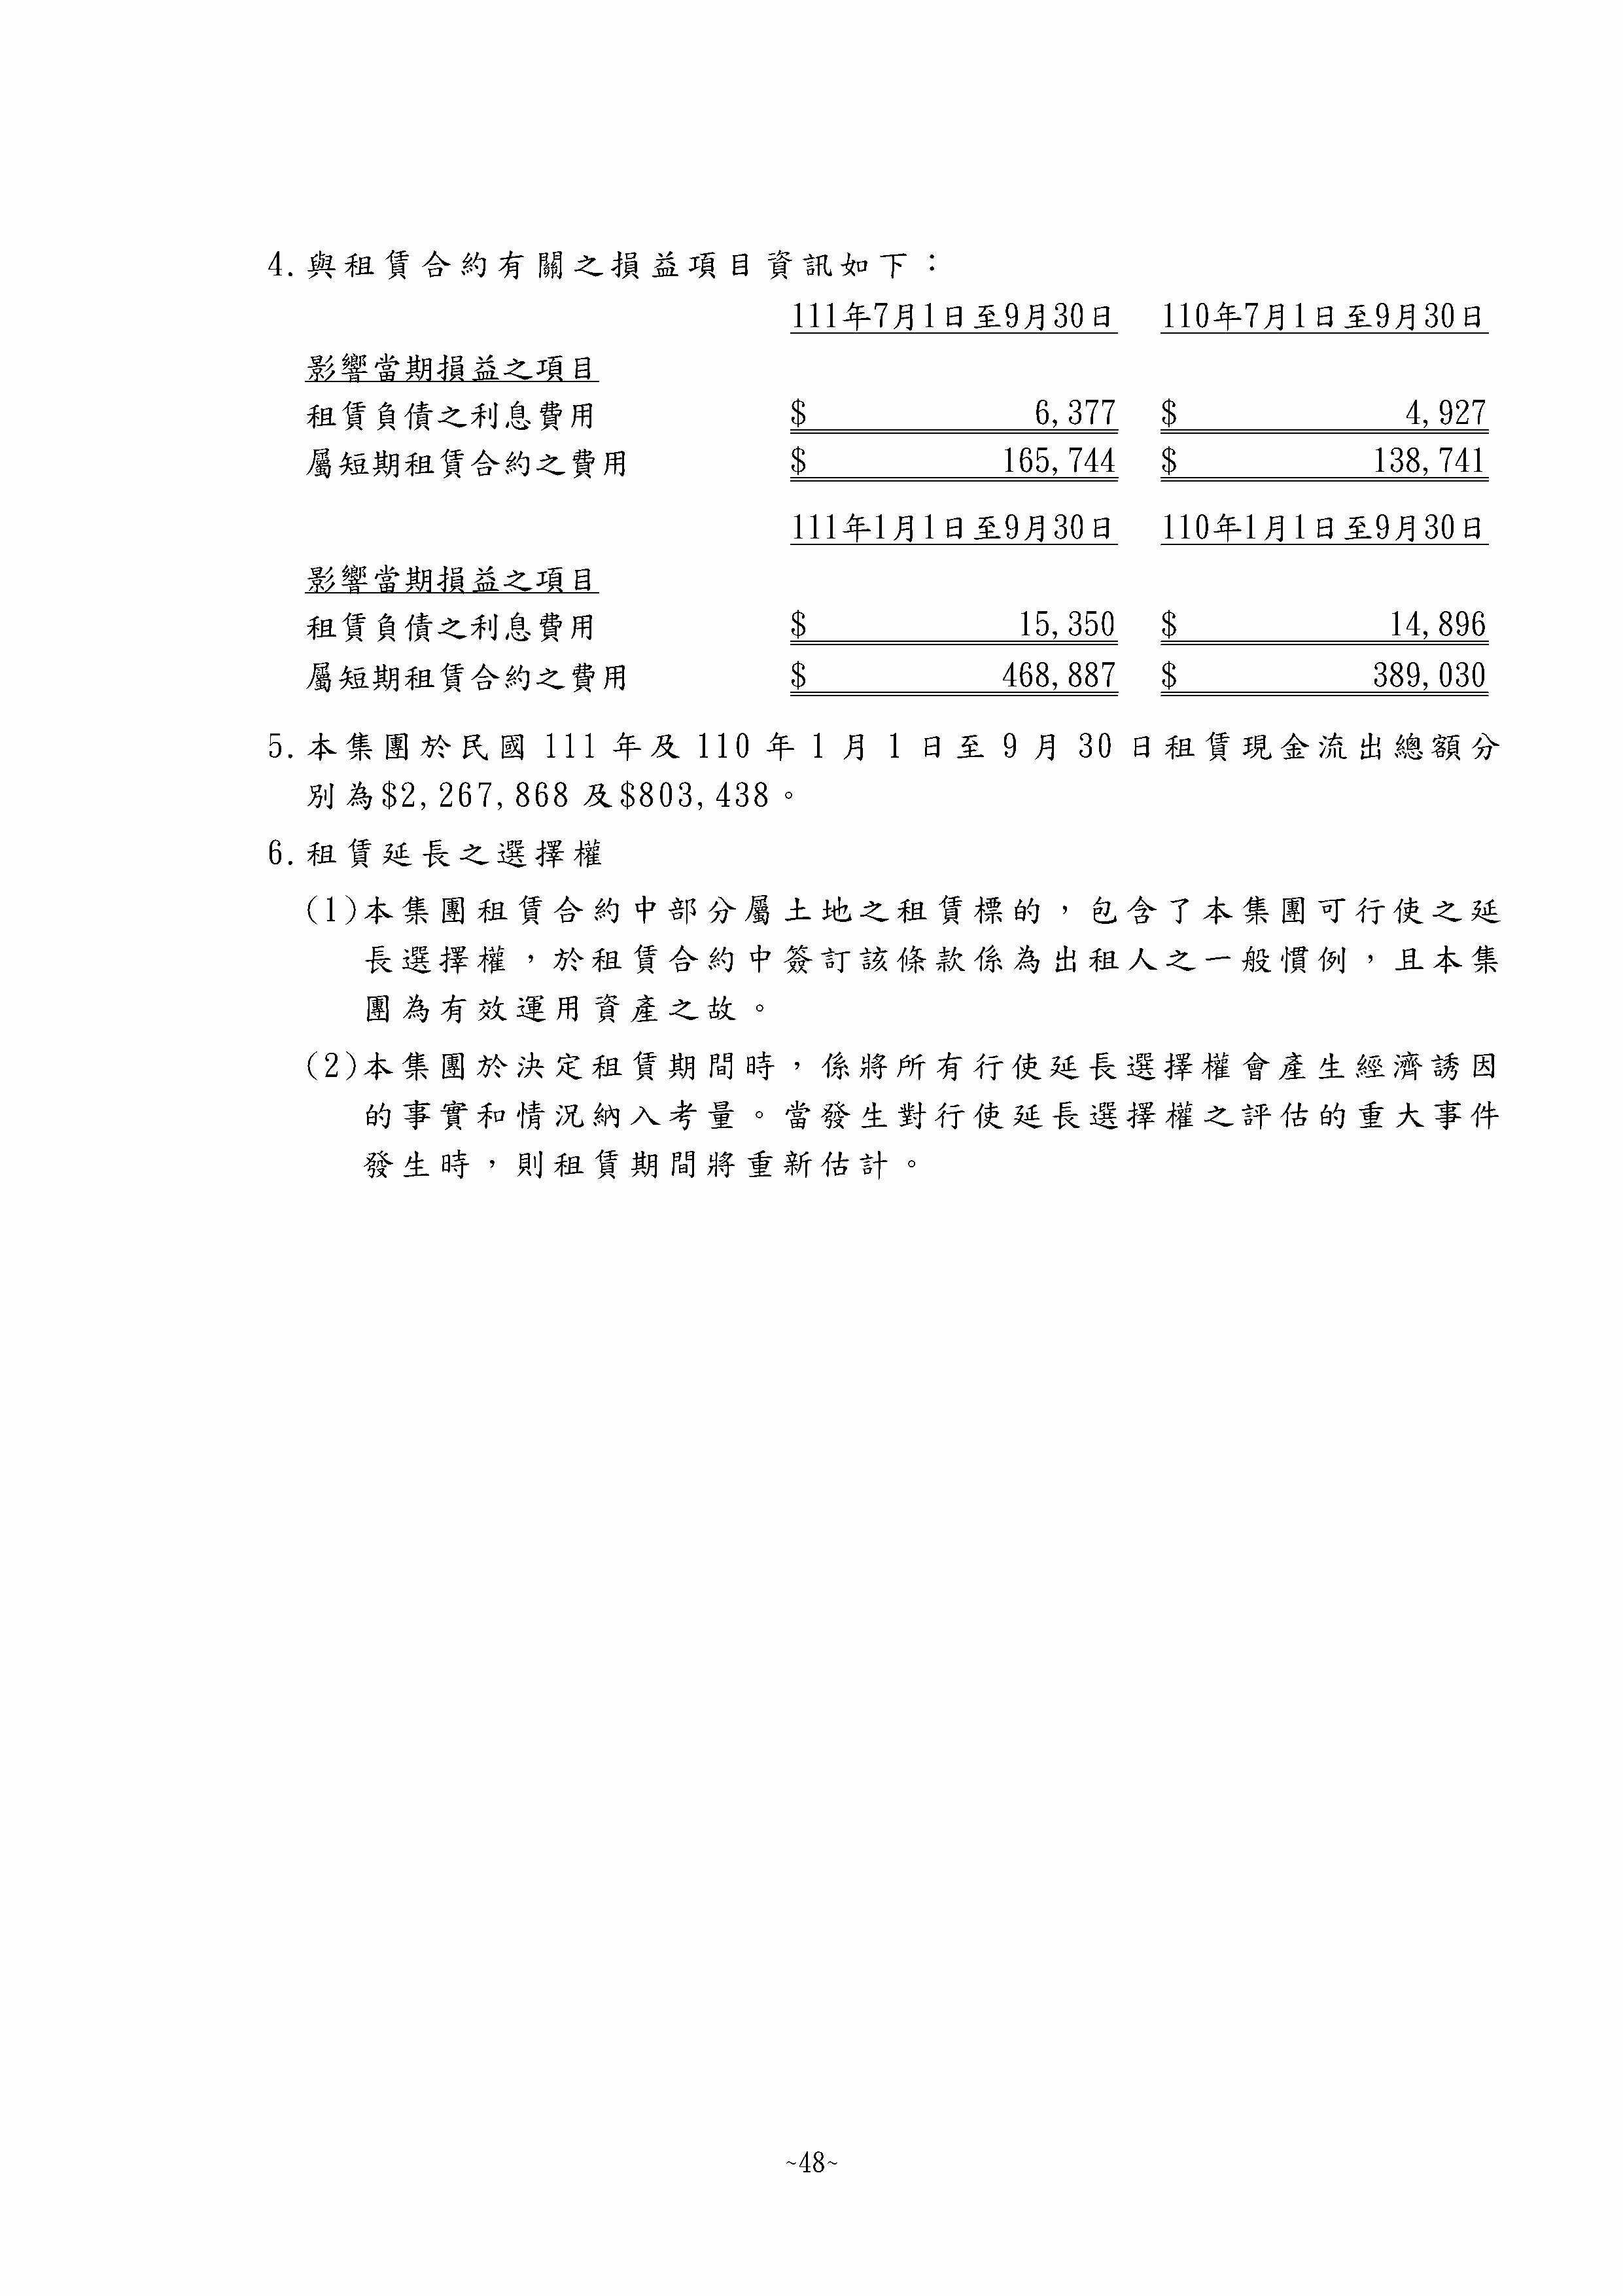 4.與租賃合約有關之損益項目資訊如下：
111年7月1日至9月30日 110年7月1日至9月30日
影響當期損益之項目
租賃負債之利息費用 $ 6,377 $ 4,927
屬短期租賃合約之費用 $ 165,744 $ 138,741
111年1月1日至9月30日 110年1月1日至9月30日
影響當期損益之項目
租賃負債之利息費用 $ 15,350 $ 14,896
屬短期租賃合約之費用 $ 468,887 $ 389,030
5.本集團於民國 111 年及 110 年 1 月 1 日至 9 月 30 日租賃現金流出總額分
別為$2,267,868 及$803,438。
6.租賃延長之選擇權
(1)本集團租賃合約中部分屬土地之租賃標的，包含了本集團可行使之延
長選擇權，於租賃合約中簽訂該條款係為出租人之一般慣例，且本集
團為有效運用資產之故。
(2)本集團於決定租賃期間時，係將所有行使延長選擇權會產生經濟誘因
的事實和情況納入考量。當發生對行使延長選擇權之評估的重大事件
發生時，則租賃期間將重新估計。
~48~